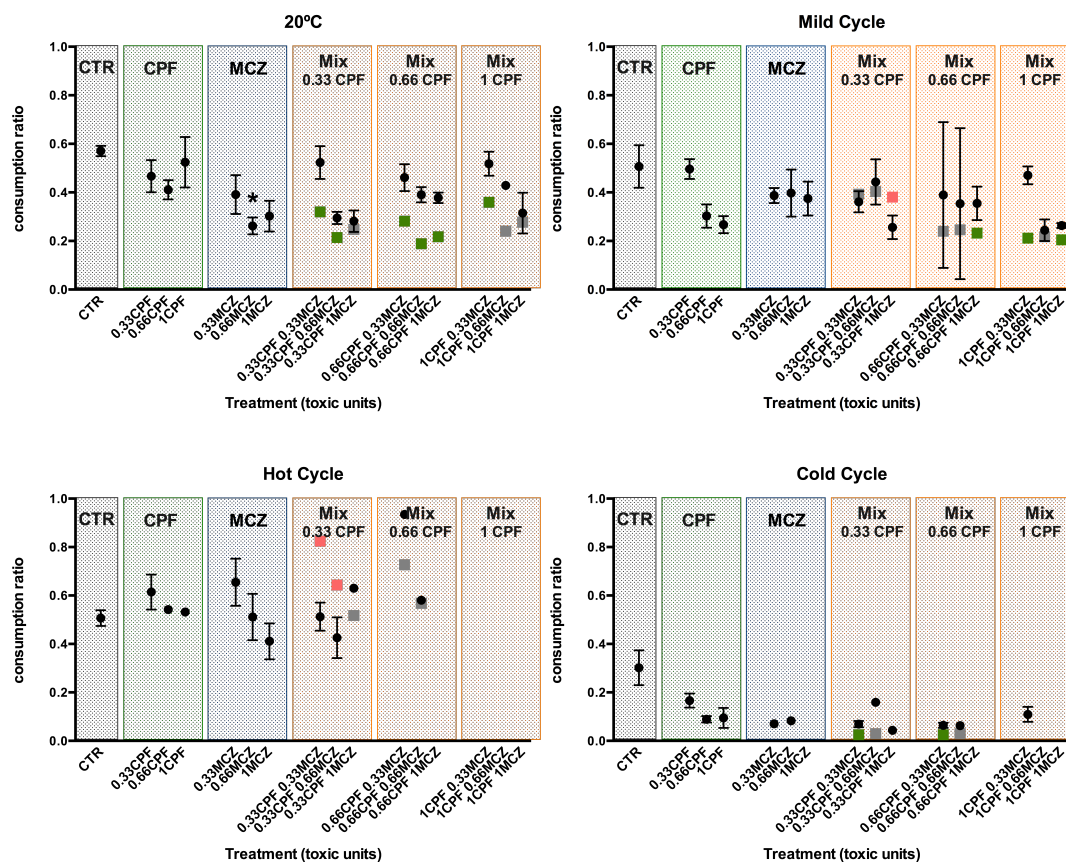 20ºC
1.0
0.8
0.6
0.4
0.2
0.0
consumption ratio
CTR
CPF
MCZ
Mix
0.33 CPF
Mix
0.66 CPF
Mix
1 CPF
*
CTR
0.33CPF
0.66CPF
1CPF
0.33MCZ
0.66MCZ
1MCZ
0.33CPF 0.33MCZ
0.33CPF 0.66MCZ
0.33CPF 1MCZ
0.66CPF 0.33MCZ
0.66CPF 0.66MCZ
0.66CPF 1MCZ
1CPF 0.33MCZ
1CPF 0.66MCZ
1CPF 1MCZ
Treatment (toxic units)
Mild Cycle
1.0
0.8
0.6
0.4
0.2
0.0
consumption ratio
CTR
CPF
MCZ
Mix
0.33 CPF
Mix
0.66 CPF
Mix
1 CPF
CTR
0.33CPF
0.66CPF
1CPF
0.33MCZ
0.66MCZ
1MCZ
0.33CPF 0.33MCZ
0.33CPF 0.66MCZ
0.33CPF 1MCZ
0.66CPF 0.33MCZ
0.66CPF 0.66MCZ
0.66CPF 1MCZ
1CPF 0.33MCZ
1CPF 0.66MCZ
1CPF 1MCZ
Treatment (toxic units)
Hot Cycle
1.0
0.8
0.6
0.4
0.2
0.0
consumption ratio
CTR
CPF
MCZ
Mix
0.33 CPF
Mix
0.66 CPF
Mix
1 CPF
CTR
0.33CPF
0.66CPF
1CPF
0.33MCZ
0.66MCZ
1MCZ
0.33CPF 0.33MCZ
0.33CPF 0.66MCZ
0.33CPF 1MCZ
0.66CPF 0.33MCZ
0.66CPF 0.66MCZ
0.66CPF 1MCZ
1CPF 0.33MCZ
1CPF 0.66MCZ
1CPF 1MCZ
Treatment (toxic units)
Cold Cycle
1.0
0.8
0.6
0.4
0.2
0.0
consumption ratio
CTR
CPF
MCZ
Mix
0.33 CPF
Mix
0.66 CPF
Mix
1 CPF
CTR
0.33CPF
0.66CPF
1CPF
0.33MCZ
0.66MCZ
1MCZ
0.33CPF 0.33MCZ
0.33CPF 0.66MCZ
0.33CPF 1MCZ
0.66CPF 0.33MCZ
0.66CPF 0.66MCZ
0.66CPF 1MCZ
1CPF 0.33MCZ
1CPF 0.66MCZ
1CPF 1MCZ
Treatment (toxic units)